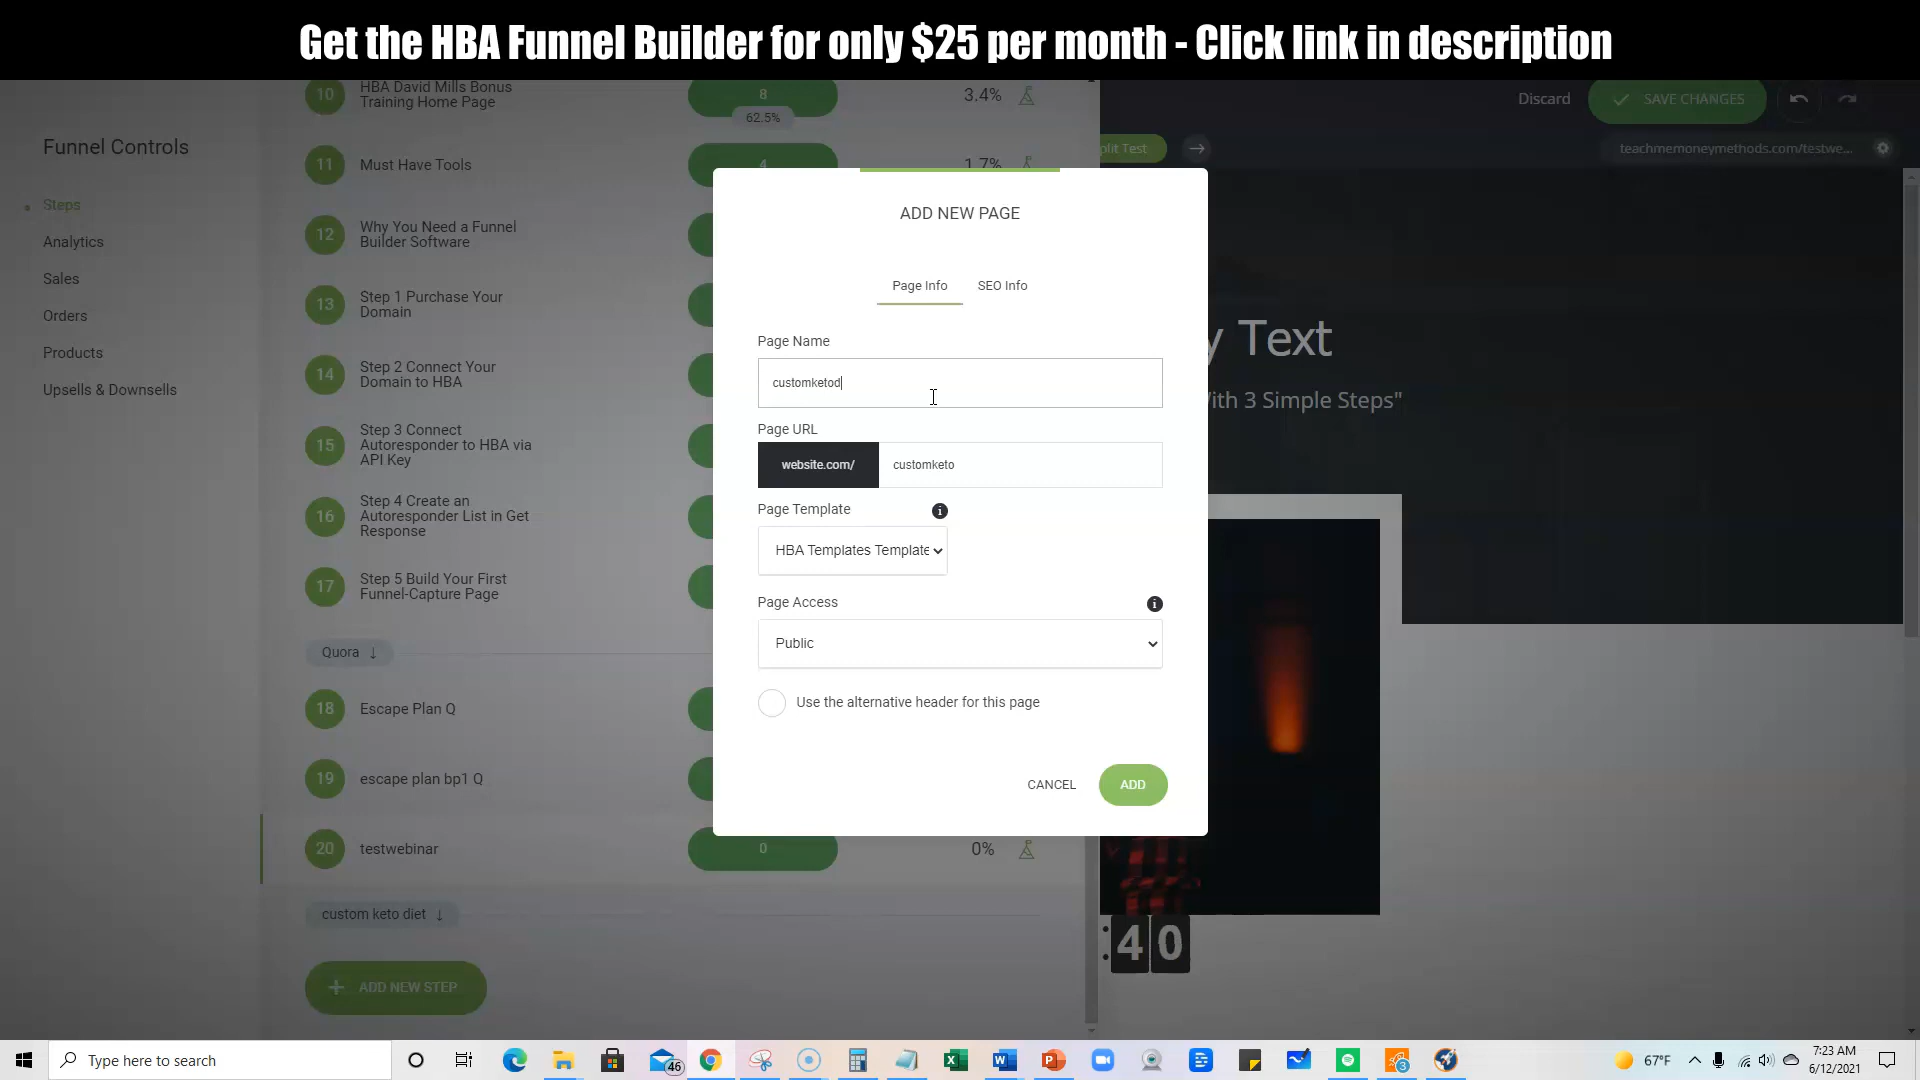 Get the HBA Funnel Builder for only $25 per month - Click link in description
Funnel Controls
Steps
Analytics
Sales
Orders
Products
Upsells & Downsells
10
HBA David Mills Bonus
Training Home Page
8
62.5%
3.4%
11
Must Have Tools
4
1.7%
12
Why You Need a Funnel
Builder Software
13
Step 1 Purchase Your
Domain
14
Step 2 Connect Your
Domain to HBA
15
Step 3 Connect
Autoresponder to HBA via
API Key
16
Step 4 Create an
Autoresponder List in Get
Response
17
Step 5 Build Your First
Funnel-Capture Page
Quora ↓
18
Escape Plan Q
19
escape plan bp1 Q
20
testwebinar
0
0%
custom keto diet ↓
+ ADD NEW STEP
ADD NEW PAGE
Page Info
SEO Info
Page Name
customketod
Page URL
website.com/
customketo
Page Template
HBA Templates Template
Page Access
Public
Use the alternative header for this page
CANCEL
ADD
Discard
SAVE CHANGES
plit Test
teachmemoneymethods.com/testwe...
y Text
ith 3 Simple Steps"
:40
Type here to search
46
3
67°F
7:23 AM
6/12/2021